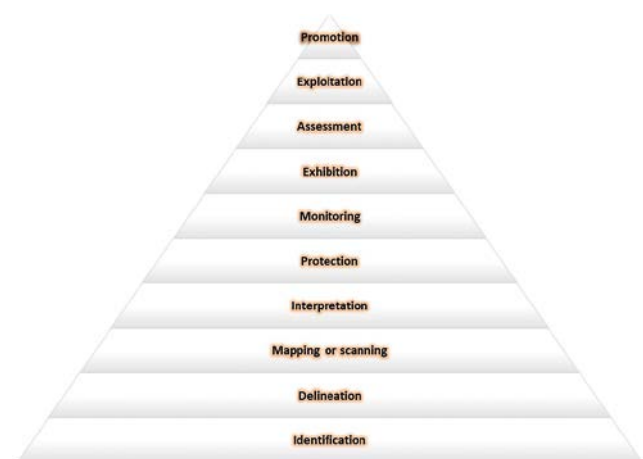 Promotion
Exploitation
Assessment
Exhibition
Monitoring
Protection
Interpretation
Mapping or scanning
Delineation
Identification